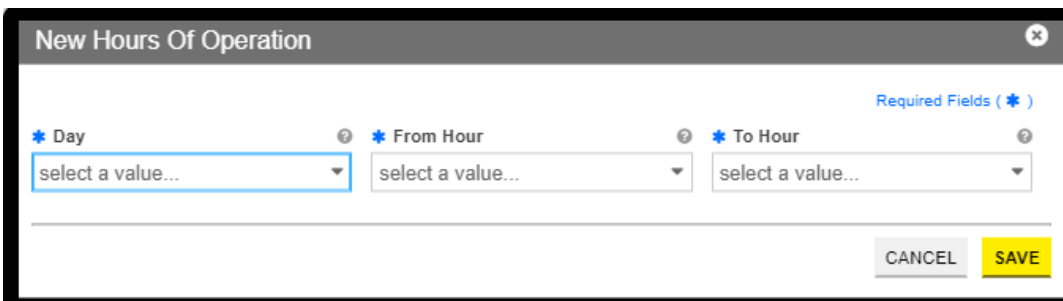 New Hours Of Operation
Required Fields ( * )
* Day
* From Hour
* To Hour
select a value...
select a value...
select a value...
CANCEL
SAVE